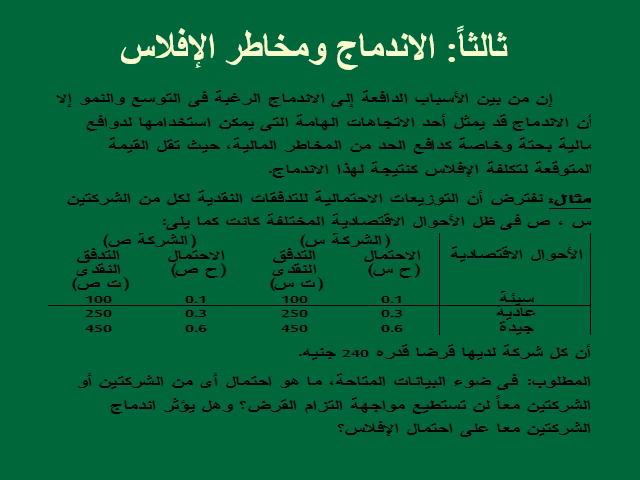 ثالثاً: الاندماج ومخاطر الإفلاس
إن من بين الأسباب الدافعة إلى الاندماج الرغبة فى التوسع والنمو إلا
أن الاندماج قد يمثل أحد الاتجاهات الهامة التى يمكن استخدامها لدوافع
مالية بحتة وخاصة كدافع الحد من المخاطر المالية، حيث تقل القيمة
المتوقعة لتكلفة الإفلاس كنتيجة لهذا الاندماج.
مثال: نفترض أن التوزيعات الاحتمالية للتدفقات النقدية لكل من الشركتين
س ، ص فى ظل الأحوال الاقتصادية المختلفة كانت كما يلى:
(الشركة س) (الشركة ص)
الأحوال الاقتصادية الاحتمال التدفق الاحتمال التدفق
(ح س) النقدى (ح ص) النقدى
(ت س) (ت ص)
سيئة 0.1 100 0.1 100
عادية 0.3 250 0.3 250
جيدة 0.6 450 0.6 450
أن كل شركة لديها قرضا قدره 240 جنيه.
المطلوب: فى ضوء البيانات المتاحة، ما هو احتمال أى من الشركتين أو
الشركتين معاً لن تستطيع مواجهة التزام القرض؟ وهل يؤثر اندماج
الشركتين معا على احتمال الإفلاس؟